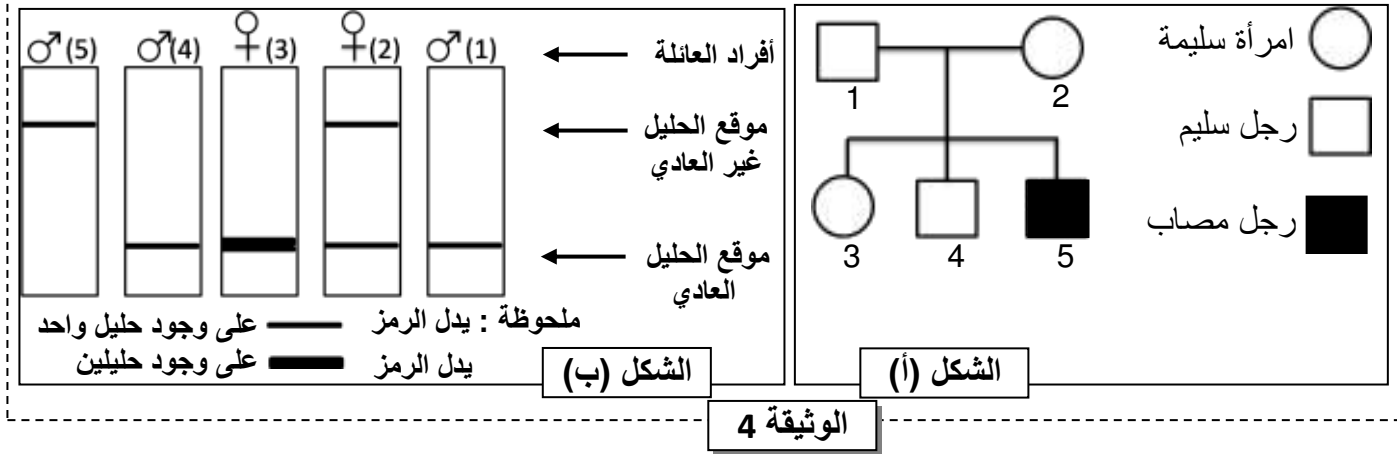 امرأة سليمة
رجل سليم
رجل مصاب
1
2
3
4
5
الشكل (أ)
♂(5) ♂(4) ♀(3) ♀(2) ♂(1)
أفراد العائلة
موقع الحليل
غير العادي
موقع الحليل
العادي
ملحوظة : يدل الرمز على وجود حليل واحد
يدل الرمز على وجود حليلين
الشكل (ب)
الوثيقة 4